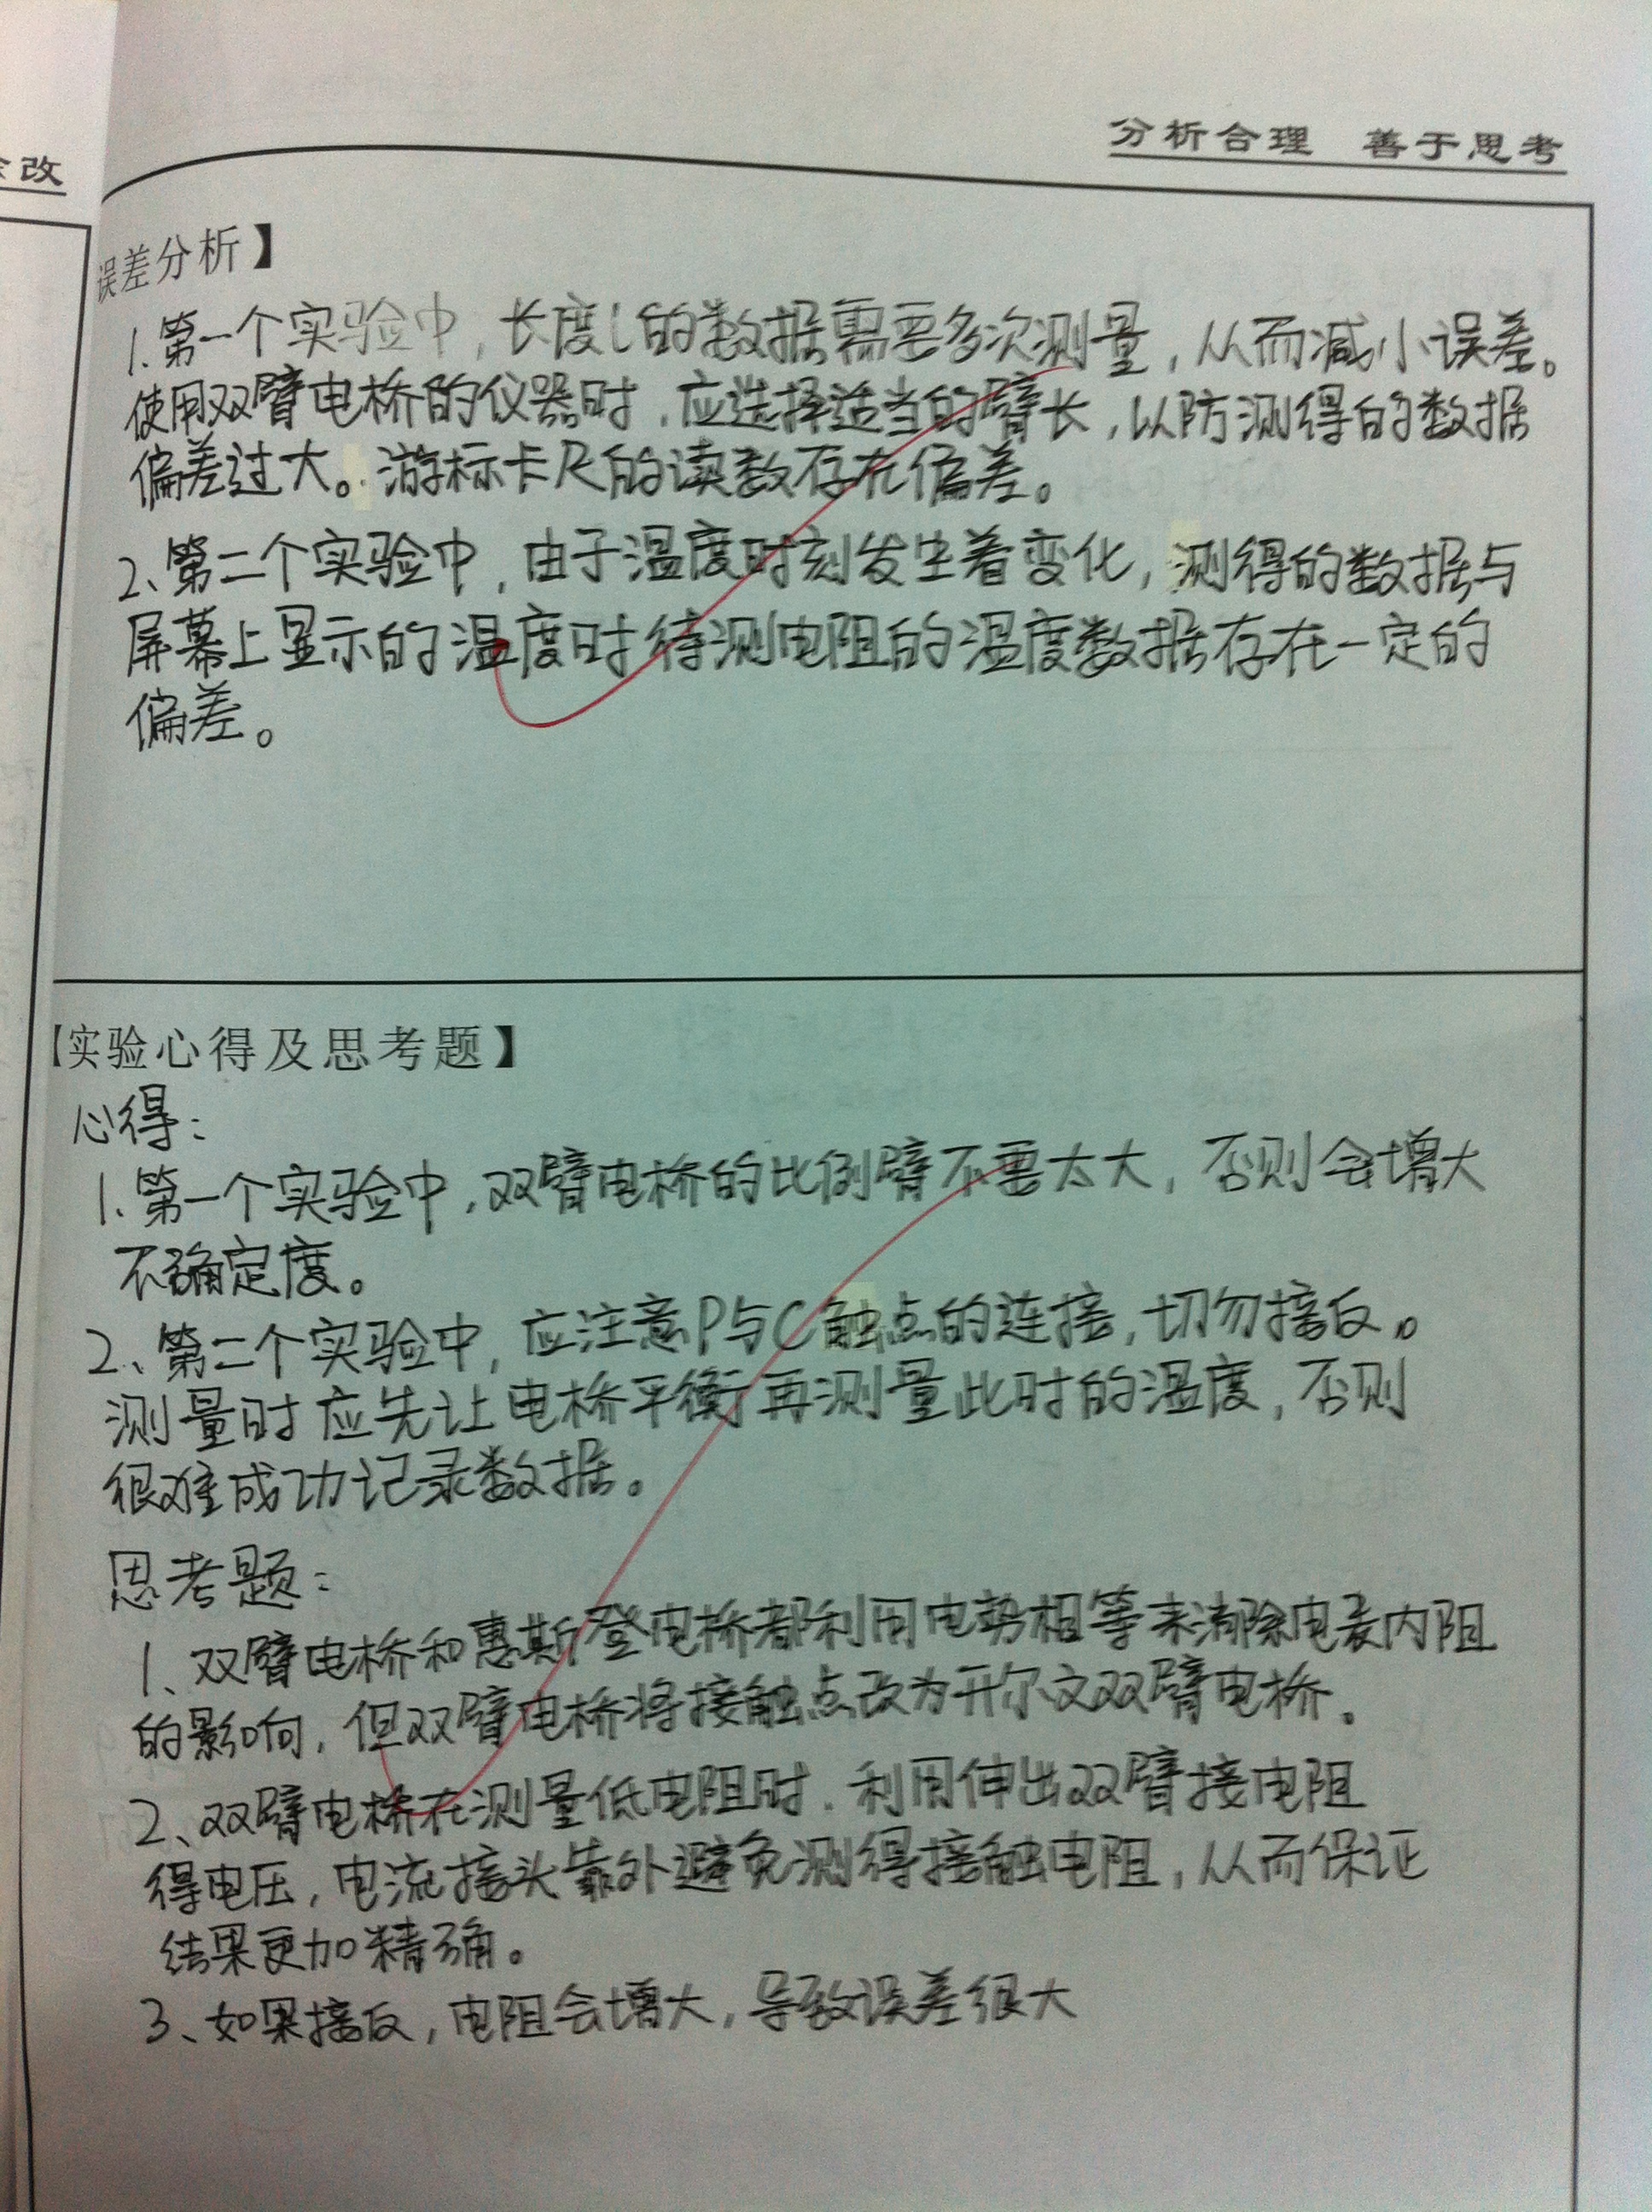 分析合理 善于思考
改
误差分析】
1.第一个实验中,长度l的数据需要多次测量,从而减小误差。
使用双臂电桥的仪器时,应选择适当的臂长,以防测得的数据
偏差过大。游标卡尺的读数存在偏差。
2、第二个实验中,由于温度时刻发生着变化,测得的数据与
屏幕上显示的温度时待测电阻的温度数据存在一定的
偏差。
【实验心得及思考题】
心得:
1.第一个实验中,双臂电桥的比例臂不要太大,否则会增大
不确定度。
2、第二个实验中,应注意P与C触点的连接,切勿接反。
测量时应先让电桥平衡再测量此时的温度,否则
很难成功记录数据。
思考题:
1、双臂电桥和惠斯登电桥都利用电势相等来消除电表内阻
的影响,但双臂电桥将接触点改为开尔文双臂电桥。
2、双臂电桥在测量低电阻时.利用伸出双臂接电阻
得电压,电流接头靠外避免测得接触电阻,从而保证
结果更加精确。
3、如果接反,电阻会增大,导致误差很大